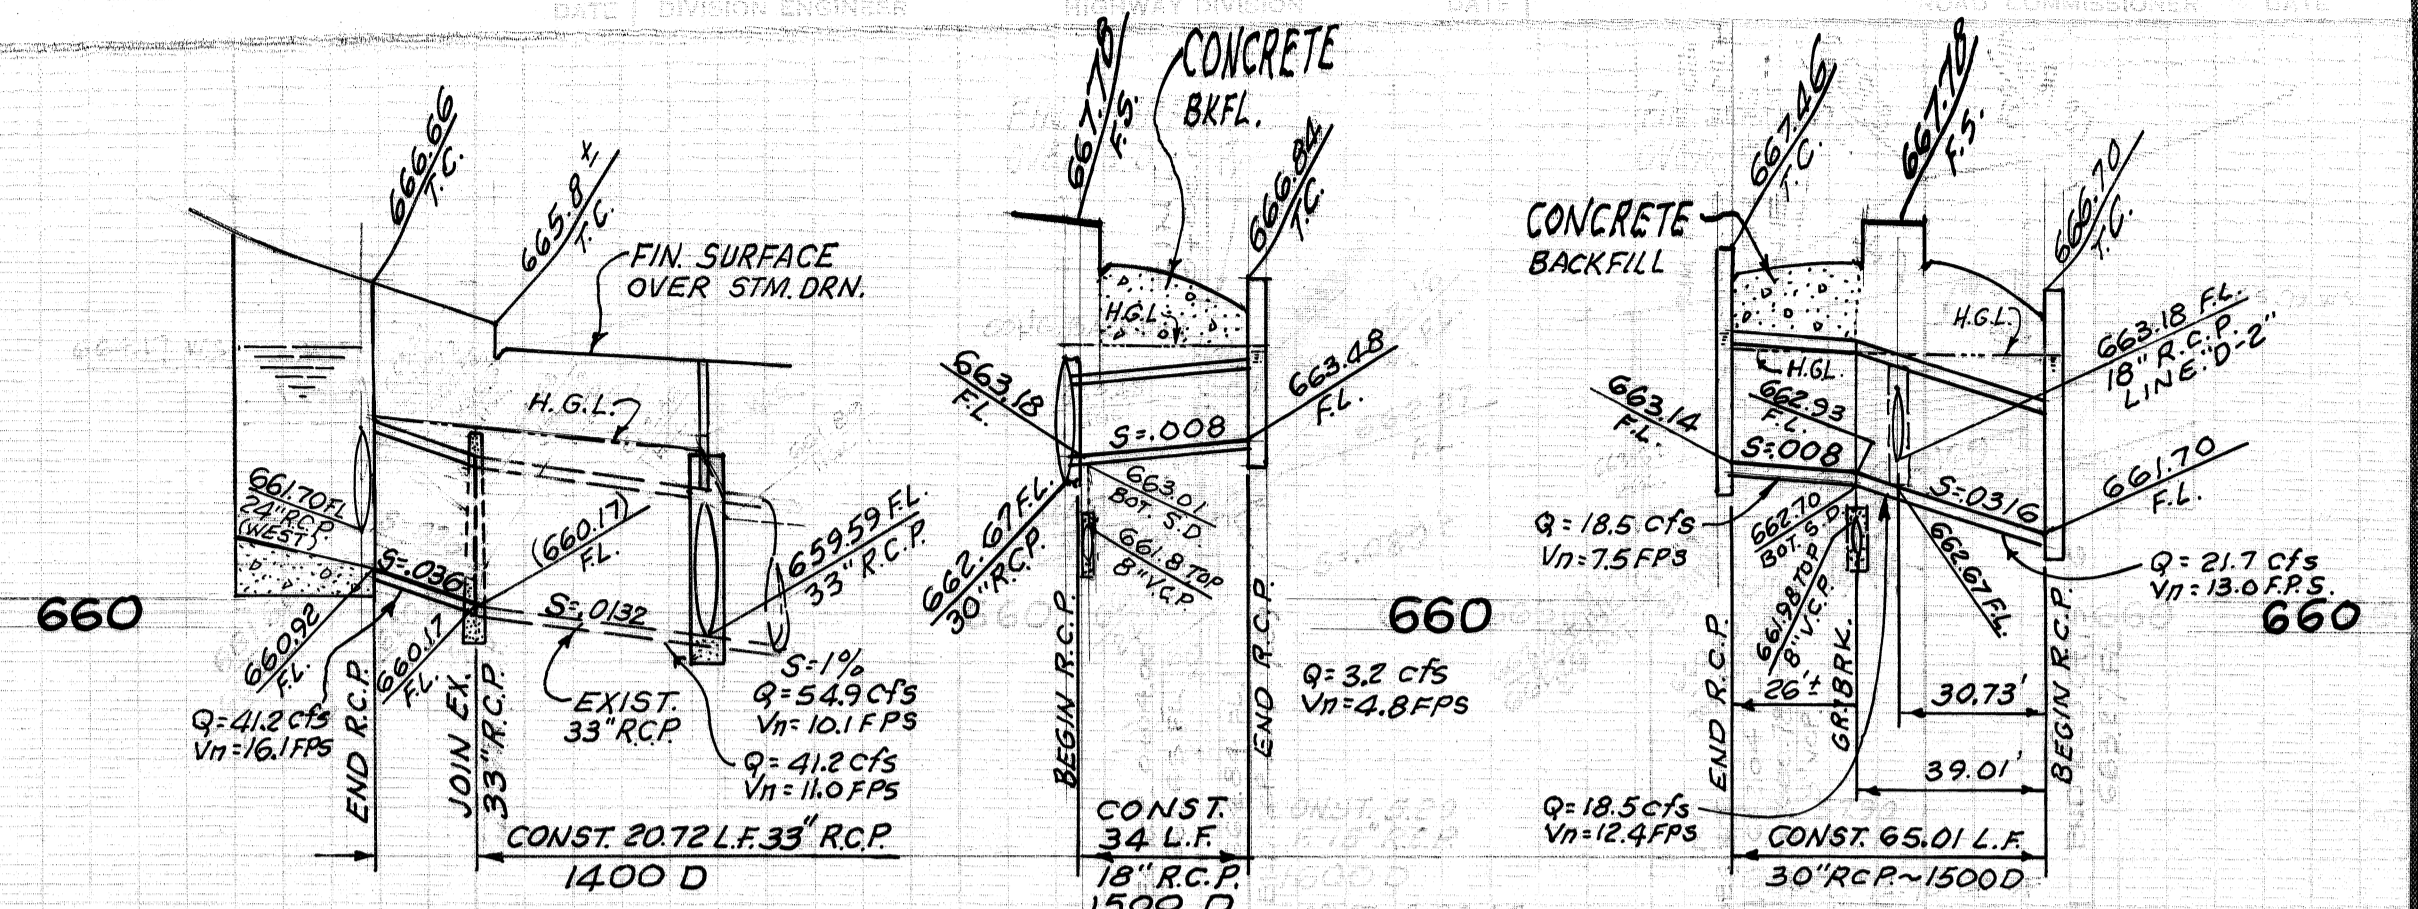 DATE
DIVISION ENGINEER
HIGHWAY DIVISION
DATE
ROAD COMMISSIONER
DATE
666.66
T.C.
665.8 ±
T.C.
FIN. SURFACE
OVER STM. DRN.
H.G.L.
661.70 FL
24" R.C.P.
(WEST)
S=.036
(660.17)
F.L.
S=.0132
659.59 F.L.
33" R.C.P.
660
660.92
F.L.
660.17
F.L.
Q=41.2 cfs
Vn=16.1 FPS
END R.C.P.
JOIN EX.
33" R.C.P.
EXIST.
33" R.C.P
S=1%
Q=54.9 cfs
Vn=10.1 FPS
Q=41.2 cfs
Vn=11.0 FPS
CONST. 20.72 L.F. 33" R.C.P.
1400 D
667.78
F.S.
CONCRETE
BKFL.
666.84
T.C.
H.G.L.
663.18
F.L.
663.48
F.L.
S=.008
663.01
BOT. S.D.
661.8 TOP
8" V.C.P.
662.67 F.L.
30" R.C.P.
BEGIN R.C.P.
END R.C.P.
660
Q=3.2 cfs
Vn=4.8 FPS
CONST.
34 L.F.
18" R.C.P.
1500 D
667.46
T.C.
667.78
F.S.
666.70
T.C.
CONCRETE
BACKFILL
H.G.L.
H.G.L.
663.18 F.L.
18" R.C.P.
LINE "D-2"
663.14
F.L.
662.93
F.L.
S=.008
S=.0316
661.70
F.L.
Q=18.5 cfs
Vn=7.5 FPS
662.70
BOT. S.D.
661.98 TOP
8" V.C.P.
662.67 F.L.
Q=21.7 cfs
Vn=13.0 F.P.S.
660
END R.C.P.
26'±
GR. BRK.
30.73'
39.01'
BEGIN R.C.P.
Q=18.5 cfs
Vn=12.4 FPS
CONST. 65.01 L.F.
30" RCP.~1500 D